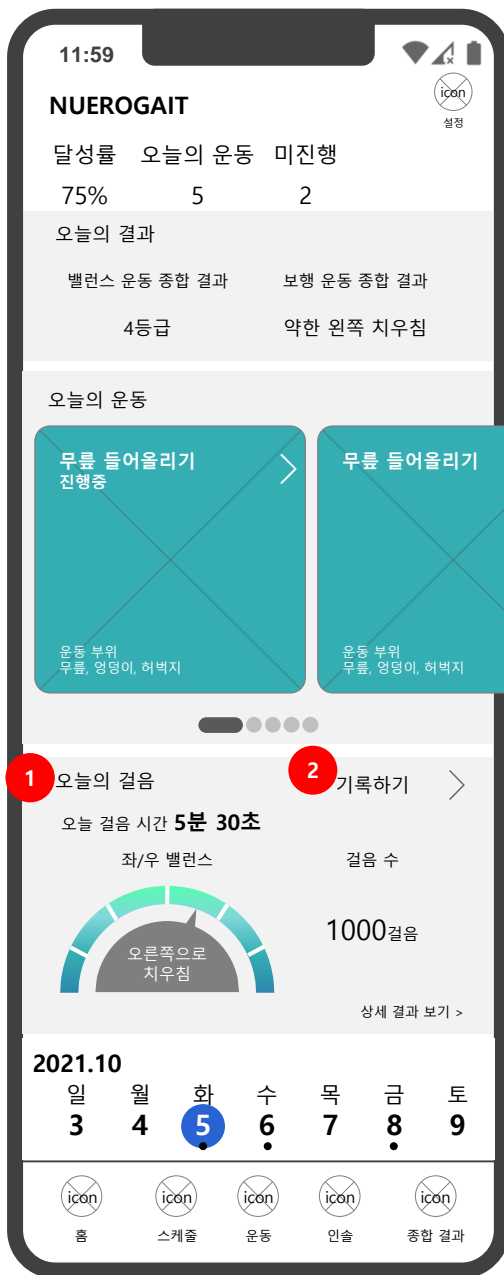 11:59
NUEROGAIT
icon
설정
달성률 오늘의 운동 미진행
75% 5 2
오늘의 결과
밸런스 운동 종합 결과 보행 운동 종합 결과
4등급 약한 왼쪽 치우침
오늘의 운동
무릎 들어올리기 무릎 들어올리기
진행중
운동 부위 운동 부위
무릎, 엉덩이, 허벅지 무릎, 엉덩이, 허벅지
1 오늘의 걸음 2 기록하기
오늘 걸음 시간 5분 30초
좌/우 밸런스 걸음 수
오른쪽으로
치우침
1000걸음
상세 결과 보기 >
2021.10
일 월 화 수 목 금 토
3 4 5 6 7 8 9
icon icon icon icon icon
홈 스케줄 운동 인솔 종합 결과